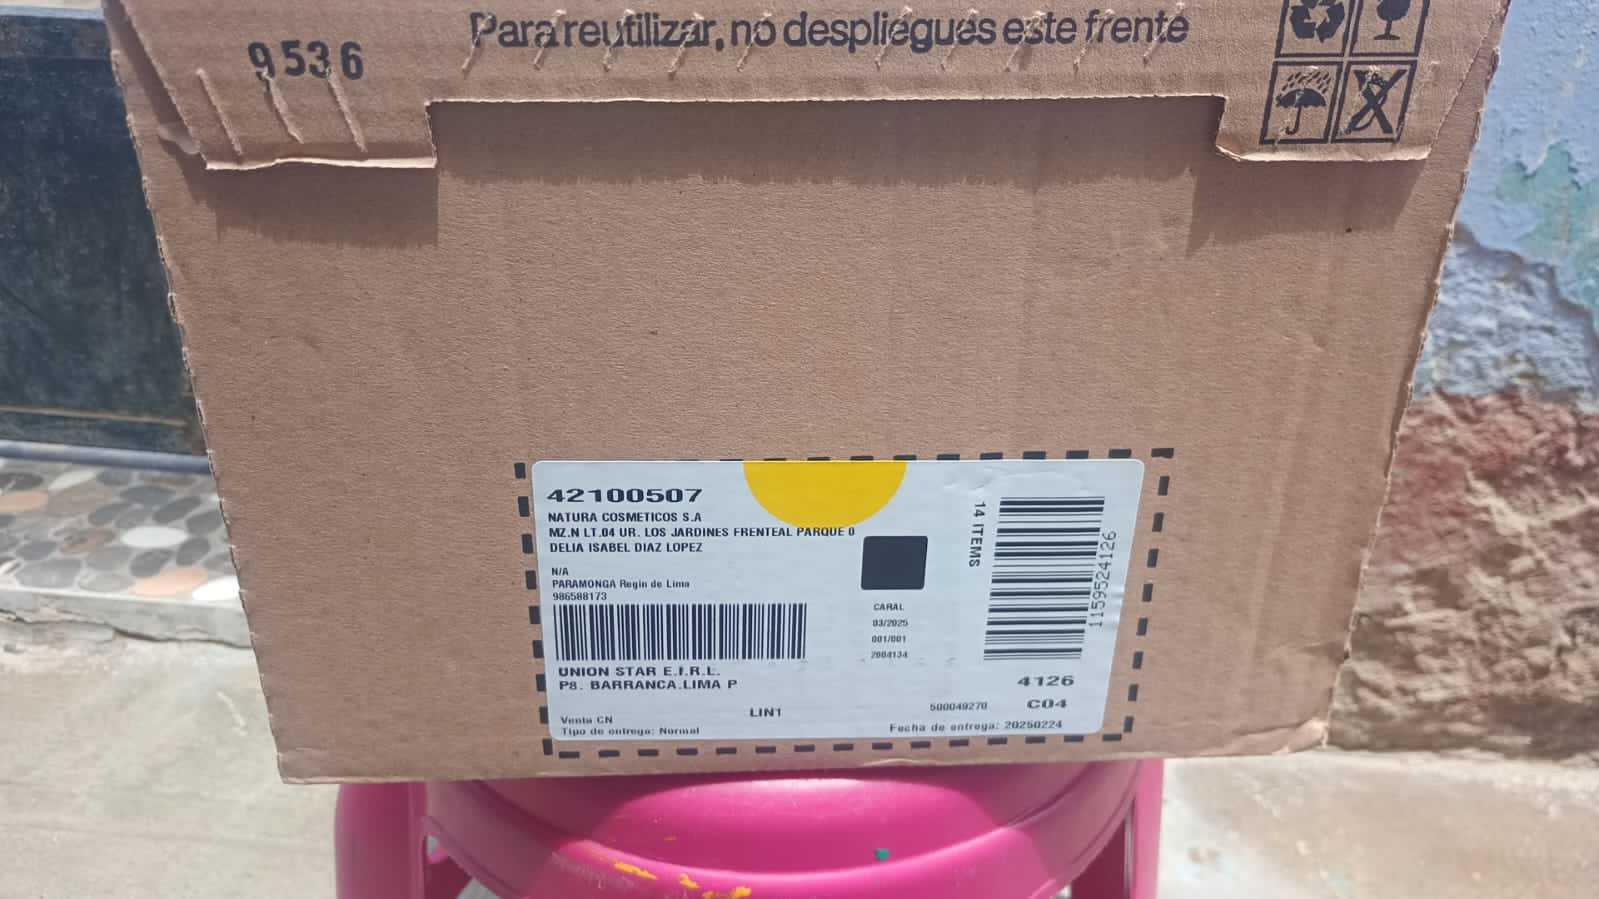 Para reutilizar, no despliegues este frente
9536
42100507
NATURA COSMETICOS S.A
MZ.N LT.04 UR. LOS JARDINES FRENTEAL PARQUE 0
DELIA ISABEL DIAZ LOPEZ
N/A
PARAMONGA Regin de Lima
986588173
UNION STAR E.I.R.L.
P8. BARRANCA.LIMA P
CARAL
03/2025
001/001
2004134
14 ITEMS
1159524126
4126
LIN1
500049270
C04
Venta CN
Tipo de entrega: Normal
Fecha de entrega: 20250224